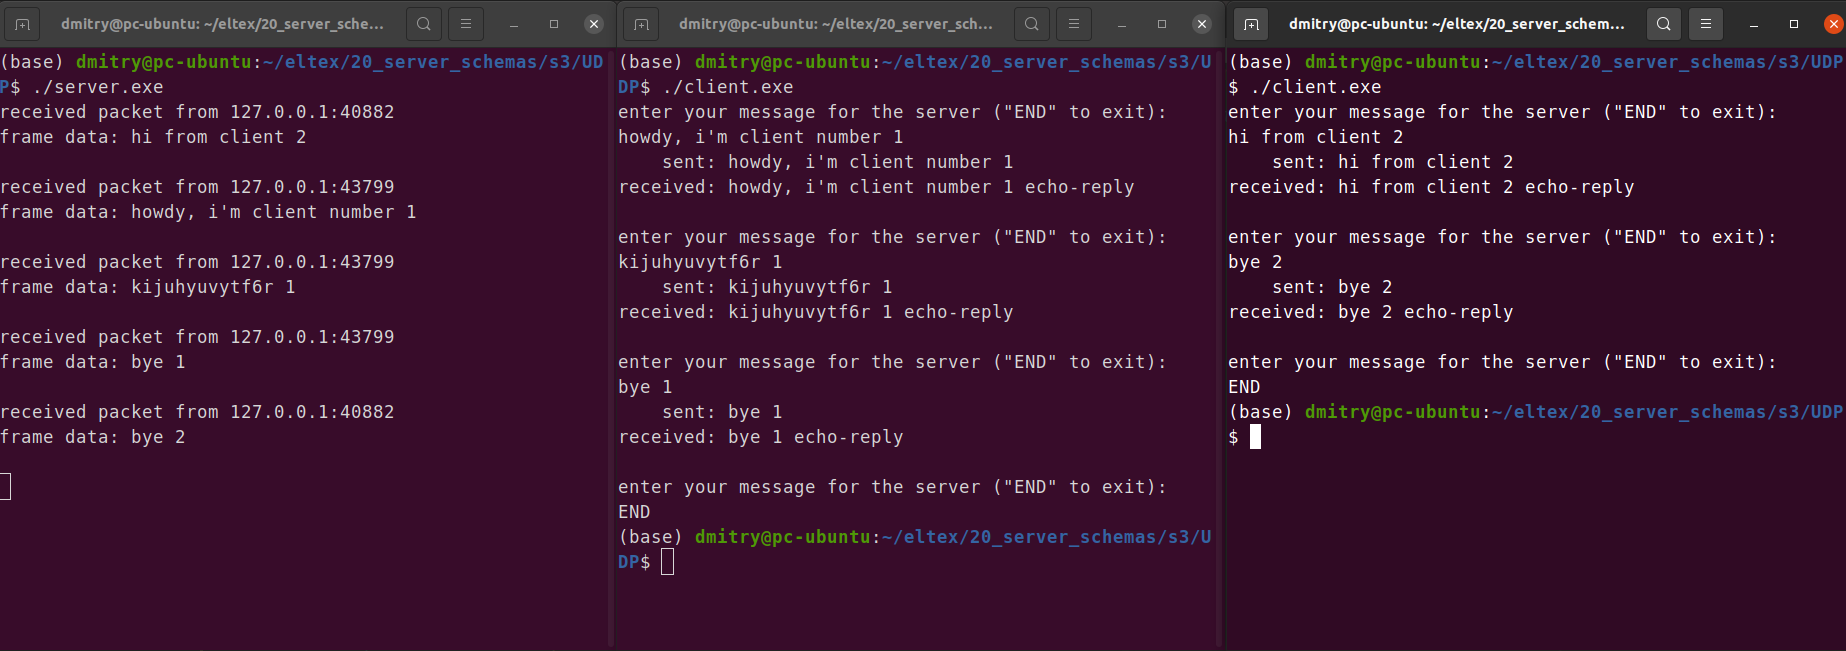 dmitry@pc-ubuntu: ~/eltex/20_server_sche...
(base) dmitry@pc-ubuntu:~/eltex/20_server_schemas/s3/UD
P$ ./server.exe
received packet from 127.0.0.1:40882
frame data: hi from client 2
received packet from 127.0.0.1:43799
frame data: howdy, i'm client number 1
received packet from 127.0.0.1:43799
frame data: kijuhyuvytf6r 1
received packet from 127.0.0.1:43799
frame data: bye 1
received packet from 127.0.0.1:40882
frame data: bye 2
dmitry@pc-ubuntu: ~/eltex/20_server_sch...
(base) dmitry@pc-ubuntu:~/eltex/20_server_schemas/s3/U
DP$ ./client.exe
enter your message for the server ("END" to exit):
howdy, i'm client number 1
    sent: howdy, i'm client number 1
received: howdy, i'm client number 1 echo-reply
enter your message for the server ("END" to exit):
kijuhyuvytf6r 1
    sent: kijuhyuvytf6r 1
received: kijuhyuvytf6r 1 echo-reply
enter your message for the server ("END" to exit):
bye 1
    sent: bye 1
received: bye 1 echo-reply
enter your message for the server ("END" to exit):
END
(base) dmitry@pc-ubuntu:~/eltex/20_server_schemas/s3/U
DP$
dmitry@pc-ubuntu: ~/eltex/20_server_schem...
(base) dmitry@pc-ubuntu:~/eltex/20_server_schemas/s3/UDP
$ ./client.exe
enter your message for the server ("END" to exit):
hi from client 2
    sent: hi from client 2
received: hi from client 2 echo-reply
enter your message for the server ("END" to exit):
bye 2
    sent: bye 2
received: bye 2 echo-reply
enter your message for the server ("END" to exit):
END
(base) dmitry@pc-ubuntu:~/eltex/20_server_schemas/s3/UDP
$